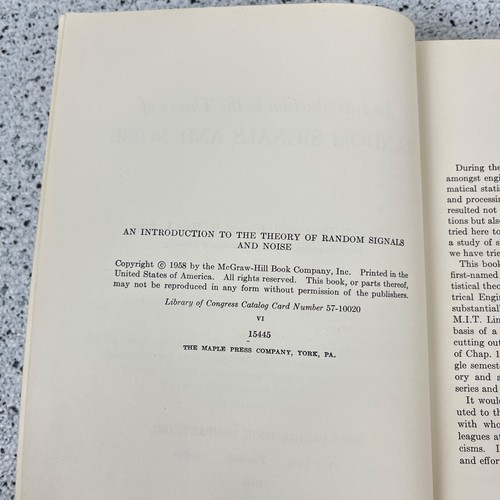 AN INTRODUCTION TO THE THEORY OF RANDOM SIGNALS
AND NOISE
Copyright © 1958 by the McGraw-Hill Book Company, Inc. Printed in the
United States of America. All rights reserved. This book, or parts thereof,
may not be reproduced in any form without permission of the publishers.
Library of Congress Catalog Card Number 57-10020
VI
15445
THE MAPLE PRESS COMPANY, YORK, PA.
During the
amongst engi
matical stati
and processin
resulted not
tions but also
tried here to
a study of s
we have tried
This book
first-named
tistical theo
trical Engin
substantiall
M.I.T. Lin
basis of a
cutting out
of Chap. 1
gle semest
ory and a
series and
It would
uted to th
with who
leagues at
cisms. I
and effor